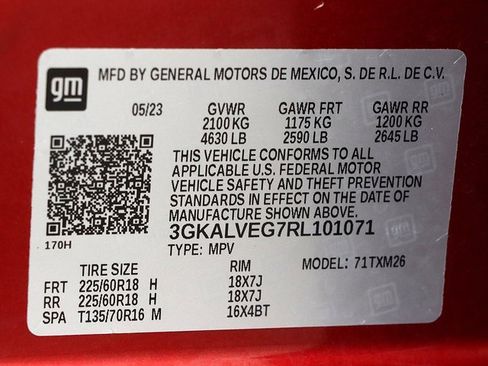 gm MFD BY GENERAL MOTORS DE MEXICO, S. DE R.L. DE C.V.
05/23 GVWR GAWR FRT GAWR RR
2100 KG 1175 KG 1200 KG
4630 LB 2590 LB 2645 LB
THIS VEHICLE CONFORMS TO ALL
APPLICABLE U.S. FEDERAL MOTOR
VEHICLE SAFETY AND THEFT PREVENTION
STANDARDS IN EFFECT ON THE DATE OF
MANUFACTURE SHOWN ABOVE.
3GKALVEG7RL101071
170H TYPE: MPV
TIRE SIZE RIM MODEL: 71TXM26
FRT 225/60R18 H 18X7J
RR 225/60R18 H 18X7J
SPA T135/70R16 M 16X4BT